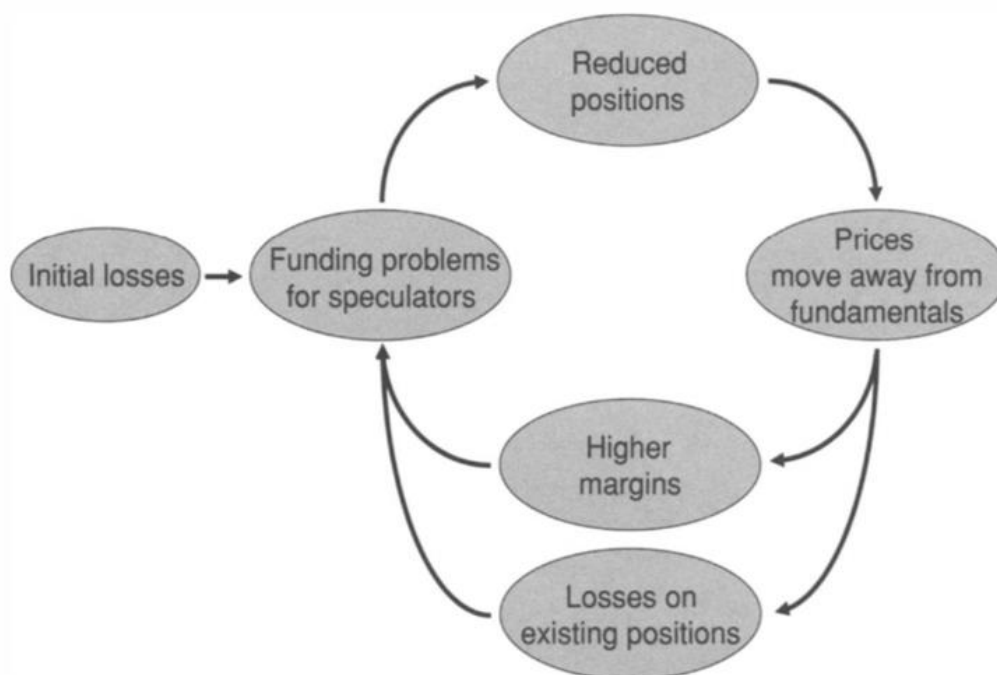 Reduced
positions
Initial losses
Funding problems
for speculators
Prices
move away from
fundamentals
Higher
margins
Losses on
existing positions